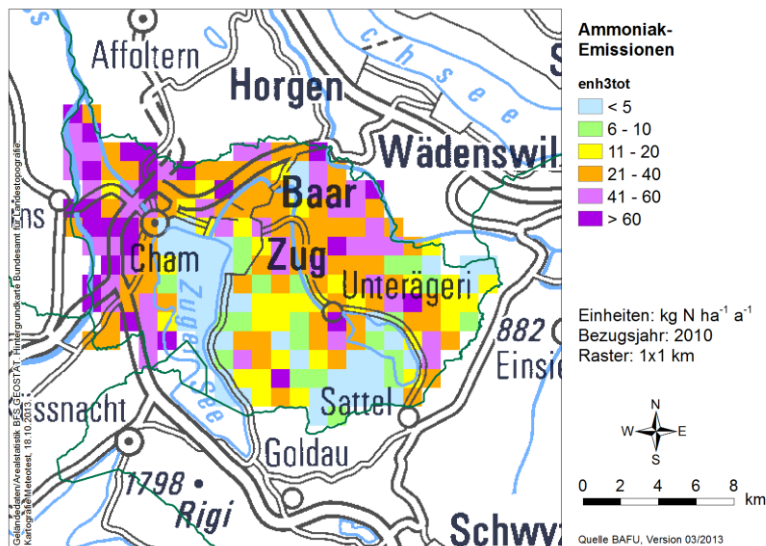 Affoltern
Horgen
chsee
Wädenswil
Baar
Cham
Zug
Unterägeri
Zuger
See
882
Einsie
ssnacht
Sattel
Goldau
1798
Rigi
Schwyz
Geländedaten/Arealstatistik BFS GEOSTAT. Hintergrundkarte Bundesamt für Landestopografie.
Kartografie Meteotest, 18.10.2013.
Ammoniak-
Emissionen
enh3tot
< 5
6 - 10
11 - 20
21 - 40
41 - 60
> 60
Einheiten: kg N ha⁻¹ a⁻¹
Bezugsjahr: 2010
Raster: 1x1 km
N
W E
S
0 2 4 6 8
km
Quelle BAFU, Version 03/2013